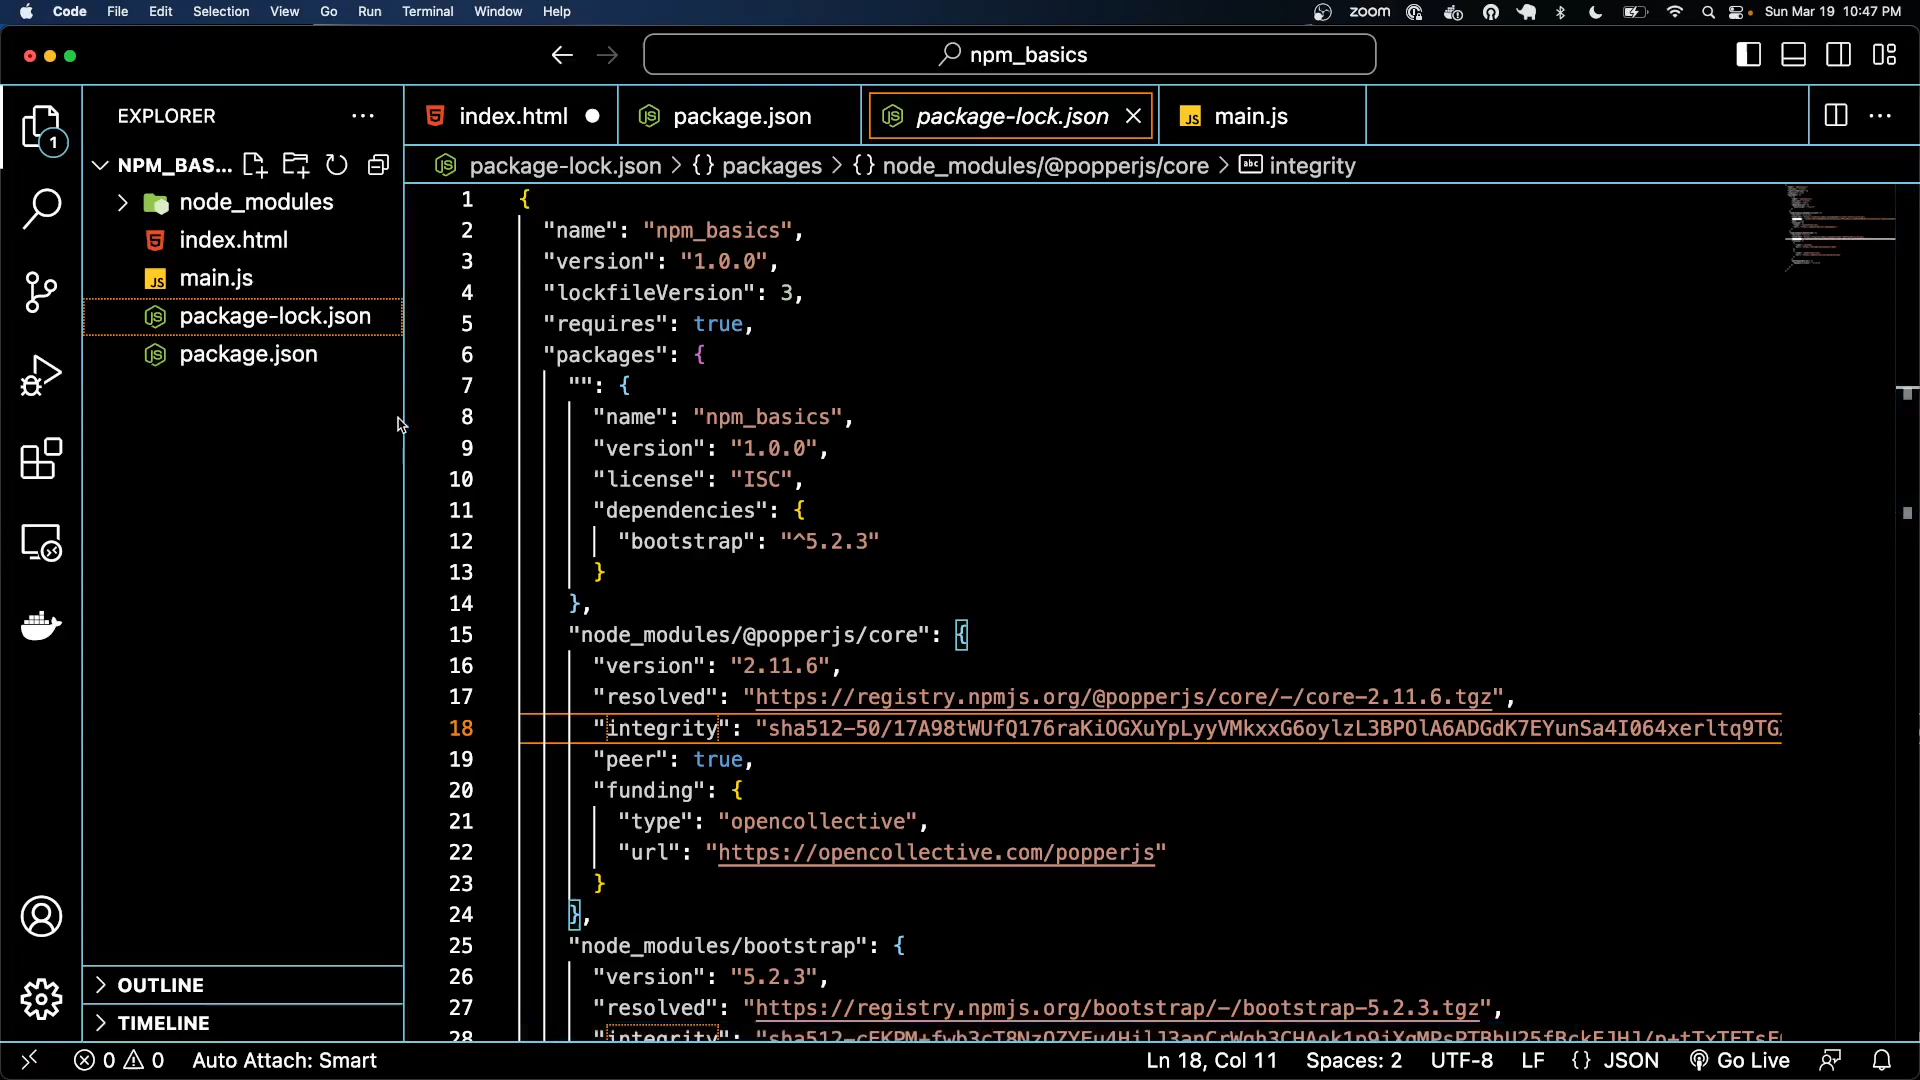 Code File Edit Selection View Go Run Terminal Window Help zoom Sun Mar 19 10:47 PM
npm_basics
EXPLORER
1
NPM_BAS...
node_modules
index.html
main.js
package-lock.json
package.json
OUTLINE
TIMELINE
index.html package.json package-lock.json main.js
package-lock.json > {} packages > {} node_modules/@popperjs/core > abc integrity
1 {
2 "name": "npm_basics",
3 "version": "1.0.0",
4 "lockfileVersion": 3,
5 "requires": true,
6 "packages": {
7 "": {
8 "name": "npm_basics",
9 "version": "1.0.0",
10 "license": "ISC",
11 "dependencies": {
12 "bootstrap": "^5.2.3"
13 }
14 },
15 "node_modules/@popperjs/core": {
16 "version": "2.11.6",
17 "resolved": "https://registry.npmjs.org/@popperjs/core/-/core-2.11.6.tgz",
18 "integrity": "sha512-50/17A98tWUfQ176raKiOGXuYpLyyVMkxxG6oylzL3BPOlA6ADGdK7EYunSa4I064xerltq9TG
19 "peer": true,
20 "funding": {
21 "type": "opencollective",
22 "url": "https://opencollective.com/popperjs"
23 }
24 },
25 "node_modules/bootstrap": {
26 "version": "5.2.3",
27 "resolved": "https://registry.npmjs.org/bootstrap/-/bootstrap-5.2.3.tgz",
28 "integrity":
0 0 Auto Attach: Smart Ln 18, Col 11 Spaces: 2 UTF-8 LF {} JSON Go Live